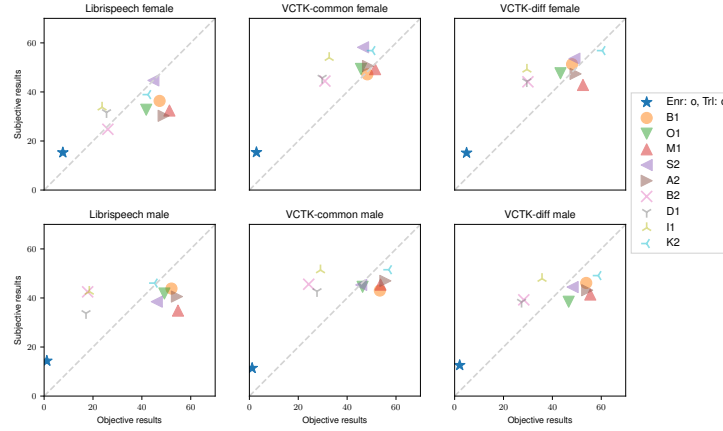 Librispeech female
VCTK-common female
VCTK-diff female
Subjective results
60
40
20
0
Enr: o, Trl:
B1
O1
M1
S2
A2
B2
D1
I1
K2
Librispeech male
VCTK-common male
VCTK-diff male
Subjective results
60
40
20
0
0 20 40 60
0 20 40 60
0 20 40 60
Objective results
Objective results
Objective results